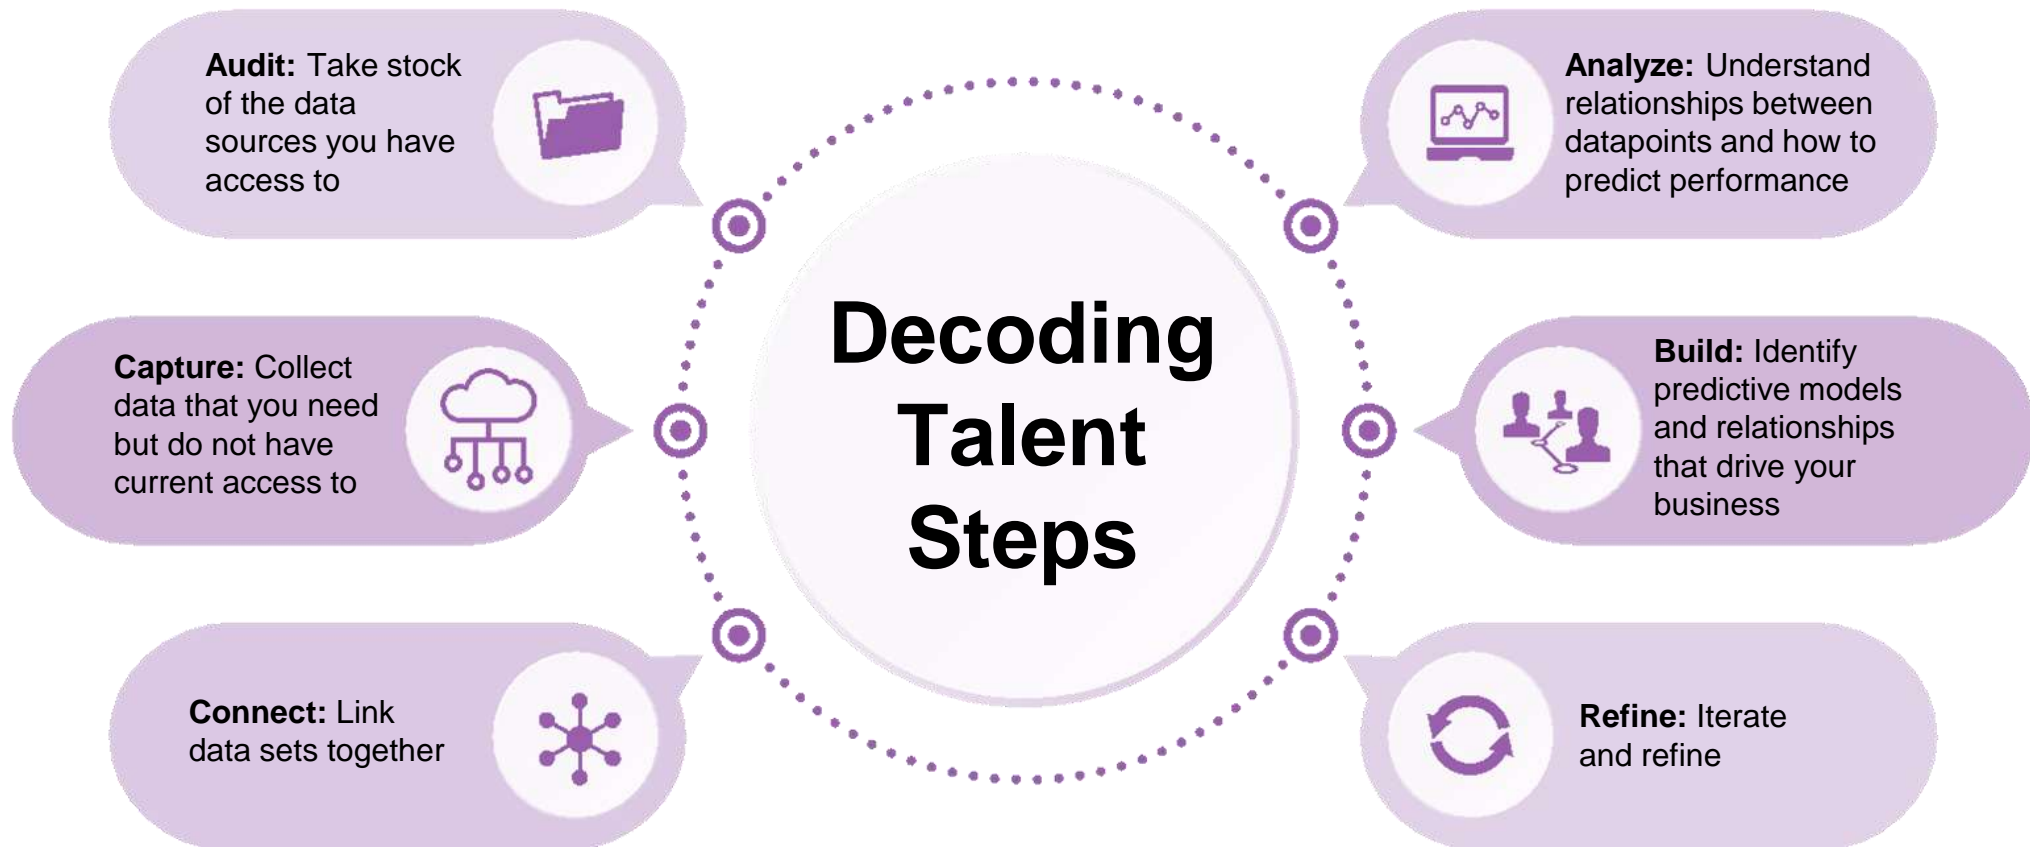 Audit: Take stock
of the data
sources you have
access to
Capture: Collect
data that you need
but do not have
current access to
Connect: Link
data sets together
Decoding
Talent
Steps
Analyze: Understand
relationships between
datapoints and how to
predict performance
Build: Identify
predictive models
and relationships
that drive your
business
Refine: Iterate
and refine